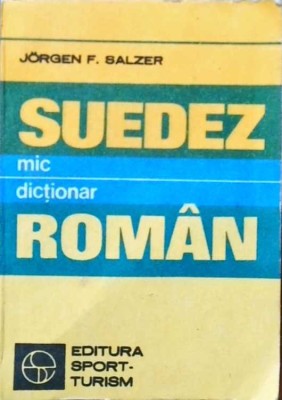 JÖRGEN F. SALZER
SUEDEZ
mic
dicționar
ROMÂN
EDITURA
SPORT-
TURISM